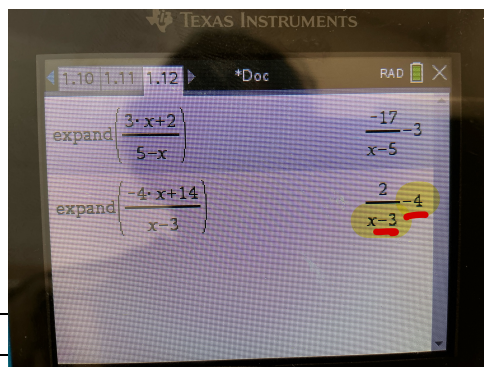 TEXAS INSTRUMENTS
1.10 1.11 1.12 *Doc RAD
expand((3·x+2)/(5-x)) -17/(x-5)-3
expand((-4·x+14)/(x-3)) 2/(x-3)-4